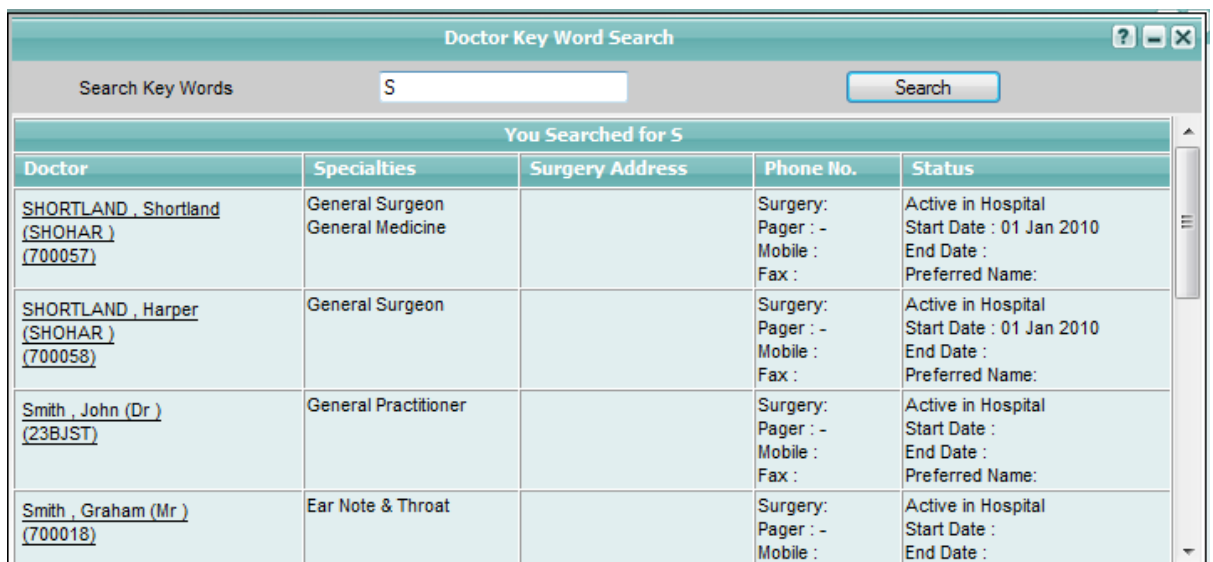 Doctor Key Word Search
Search Key Words S Search
You Searched for S
Doctor Specialties Surgery Address Phone No. Status
SHORTLAND , Shortland
(SHOHAR )
(700057)
General Surgeon
General Medicine
Surgery:
Pager : -
Mobile :
Fax :
Active in Hospital
Start Date : 01 Jan 2010
End Date :
Preferred Name:
SHORTLAND , Harper
(SHOHAR )
(700058)
General Surgeon
Surgery:
Pager : -
Mobile :
Fax :
Active in Hospital
Start Date : 01 Jan 2010
End Date :
Preferred Name:
Smith , John (Dr )
(23BJST)
General Practitioner
Surgery:
Pager : -
Mobile :
Fax :
Active in Hospital
Start Date :
End Date :
Preferred Name:
Smith , Graham (Mr )
(700018)
Ear Note & Throat
Surgery:
Pager : -
Mobile :
Active in Hospital
Start Date :
End Date :